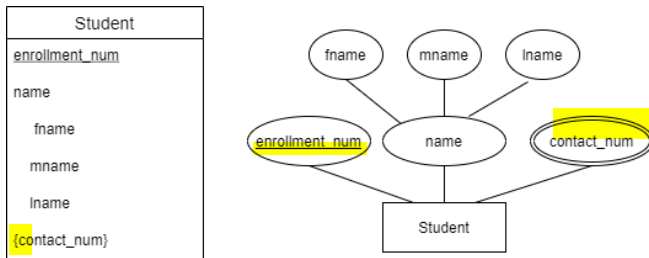 Student
enrollment_num
name
fname
mname
lname
{contact_num}
fname
mname
lname
enrollment_num
name
contact_num
Student